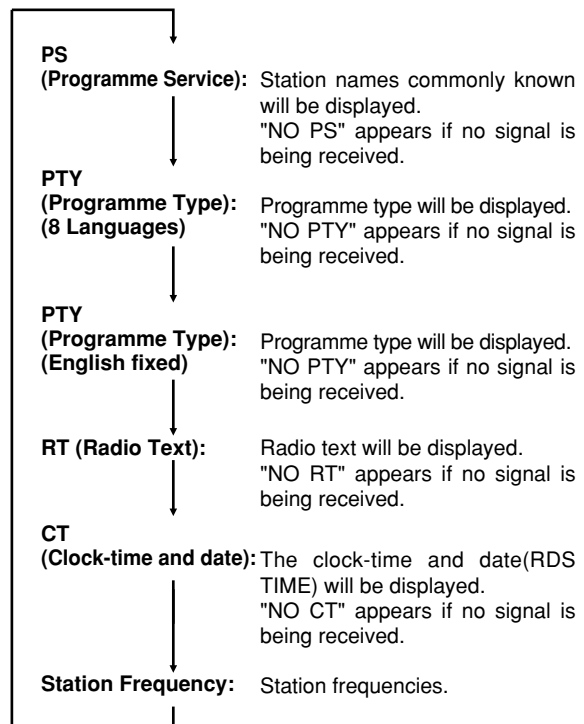 PS
(Programme Service): Station names commonly known
will be displayed.
"NO PS" appears if no signal is
being received.
PTY
(Programme Type): Programme type will be displayed.
(8 Languages) "NO PTY" appears if no signal is
being received.
PTY
(Programme Type): Programme type will be displayed.
(English fixed) "NO PTY" appears if no signal is
being received.
RT (Radio Text): Radio text will be displayed.
"NO RT" appears if no signal is
being received.
CT
(Clock-time and date): The clock-time and date(RDS
TIME) will be displayed.
"NO CT" appears if no signal is
being received.
Station Frequency: Station frequencies.